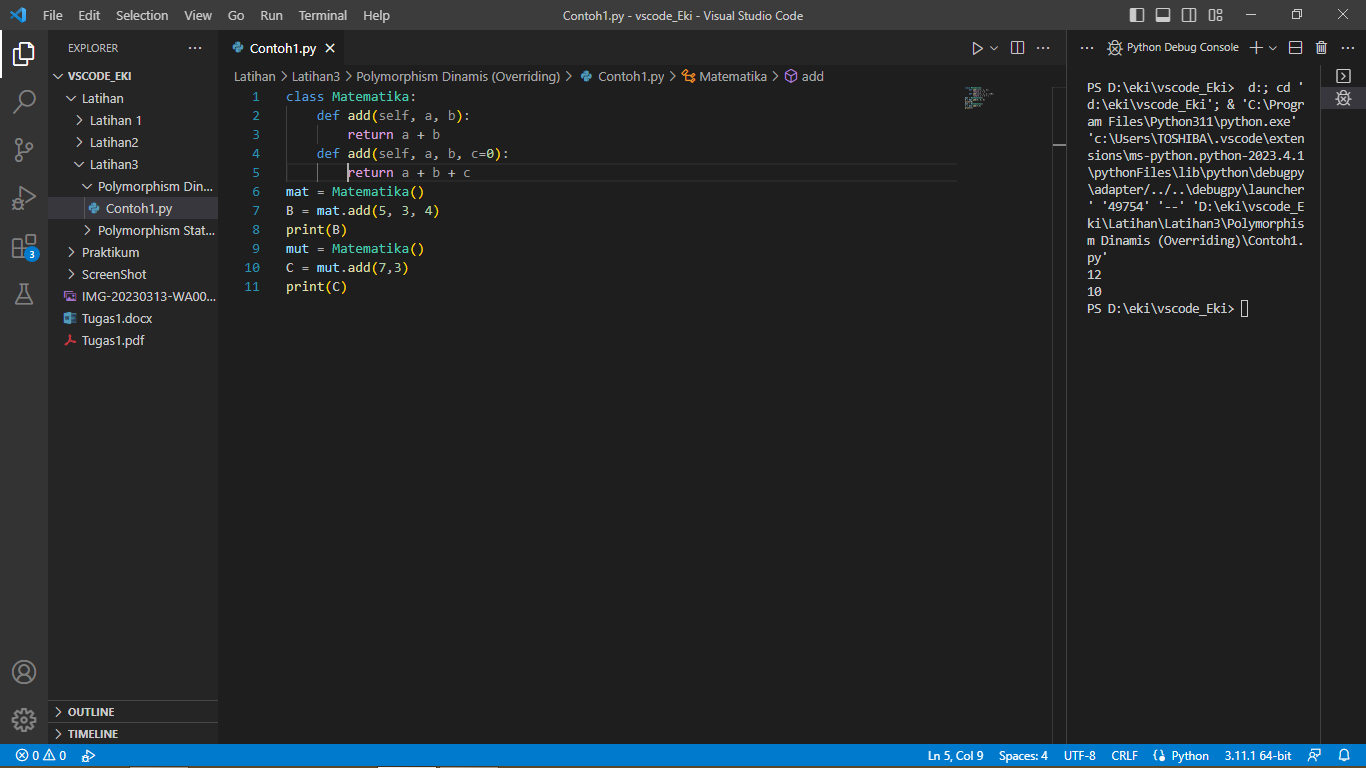 File Edit Selection View Go Run Terminal Help
Contoh1.py - vscode_Eki - Visual Studio Code
EXPLORER
VSCODE_EKI
Latihan
Latihan 1
Latihan2
Latihan3
Polymorphism Din...
Contoh1.py
Polymorphism Stat...
Praktikum
ScreenShot
IMG-20230313-WA00...
Tugas1.docx
Tugas1.pdf
OUTLINE
TIMELINE
3
Contoh1.py
Latihan > Latihan3 > Polymorphism Dinamis (Overriding) > Contoh1.py > Matematika > add
1 class Matematika:
2     def add(self, a, b):
3         return a + b
4     def add(self, a, b, c=0):
5         return a + b + c
6 mat = Matematika()
7 B = mat.add(5, 3, 4)
8 print(B)
9 mut = Matematika()
10 C = mut.add(7,3)
11 print(C)
Python Debug Console
PS D:\eki\vscode_Eki>  d:; cd '
d:\eki\vscode_Eki'; & 'C:\Progr
am Files\Python311\python.exe'
'c:\Users\TOSHIBA\.vscode\exten
sions\ms-python.python-2023.4.1
\pythonFiles\lib\python\debugpy
\adapter/../..\debugpy\launcher
' '49754' '--' 'D:\eki\vscode_E
ki\Latihan\Latihan3\Polymorphis
m Dinamis (Overriding)\Contoh1.
py'
12
10
PS D:\eki\vscode_Eki>
0 0
Ln 5, Col 9 Spaces: 4 UTF-8 CRLF Python 3.11.1 64-bit